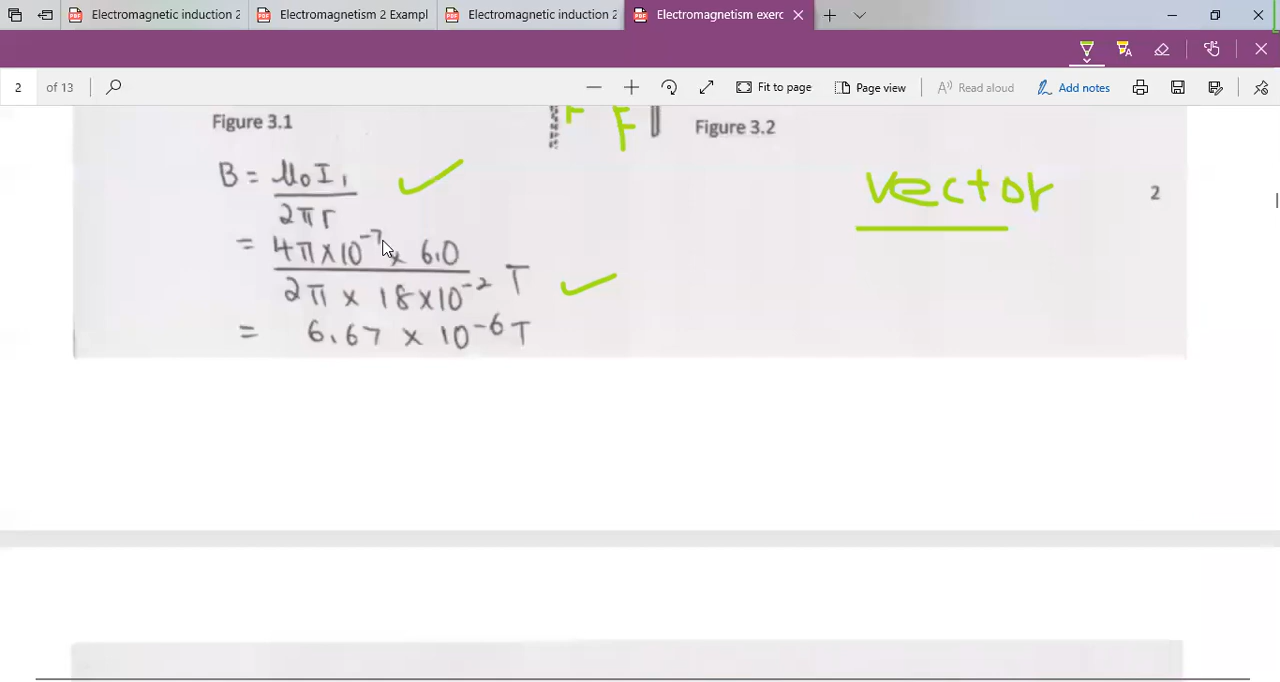 Electromagnetic induction 2
Electromagnetism 2 Exampl
Electromagnetic induction 2
Electromagnetism exerc
2 of 13
Fit to page
Page view
Read aloud
Add notes
Figure 3.1
F F
Figure 3.2
B = μ₀I₁
2πr
vector
2
= 4π×10⁻⁷ × 6.0
2π × 18×10⁻² T
= 6.67 × 10⁻⁶ T